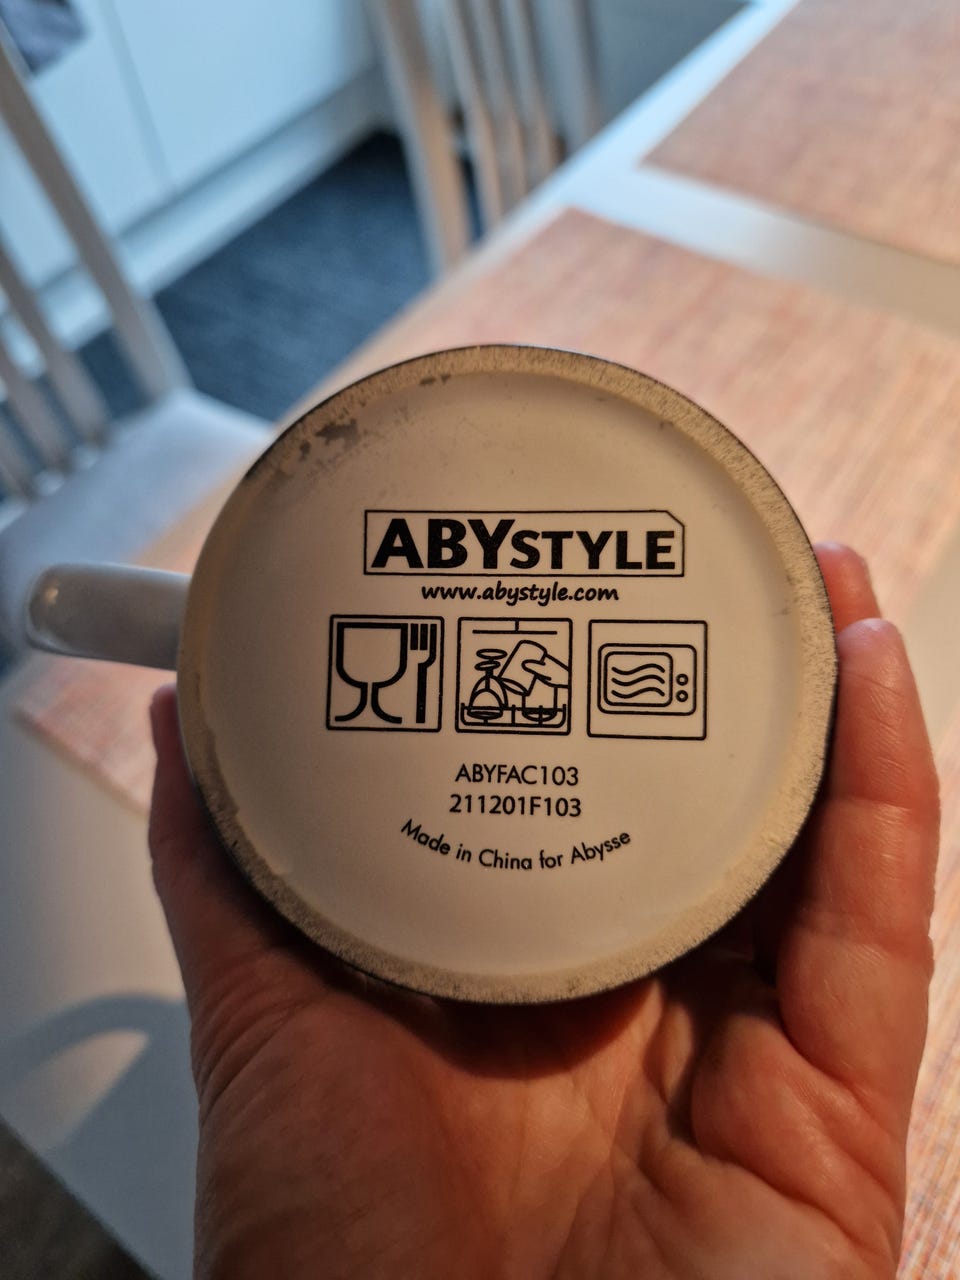 ABYSTYLE
www.abystyle.com
ABYFAC103
211201F103
Made in China for Abysse